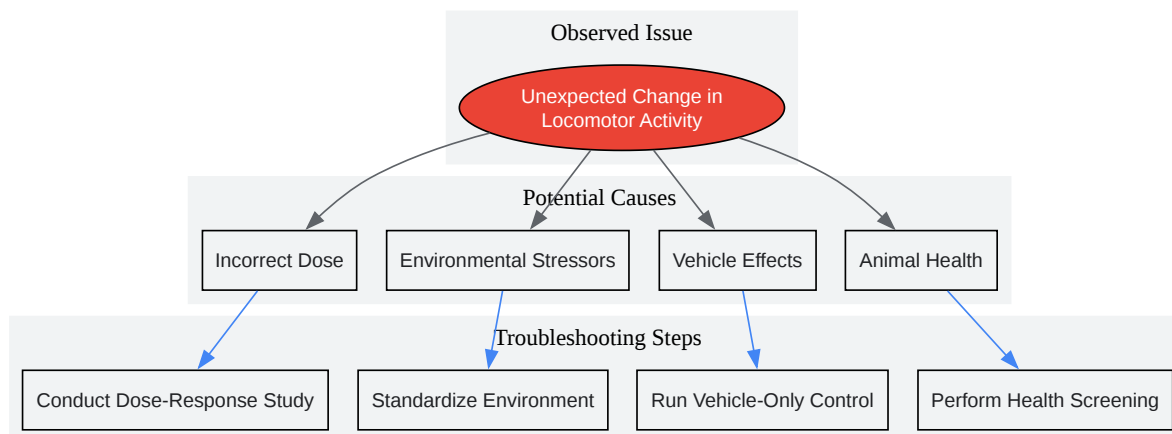 Observed Issue
Unexpected Change in
Locomotor Activity
Potential Causes
Incorrect Dose
Environmental Stressors
Vehicle Effects
Animal Health
Troubleshooting Steps
Conduct Dose-Response Study
Standardize Environment
Run Vehicle-Only Control
Perform Health Screening